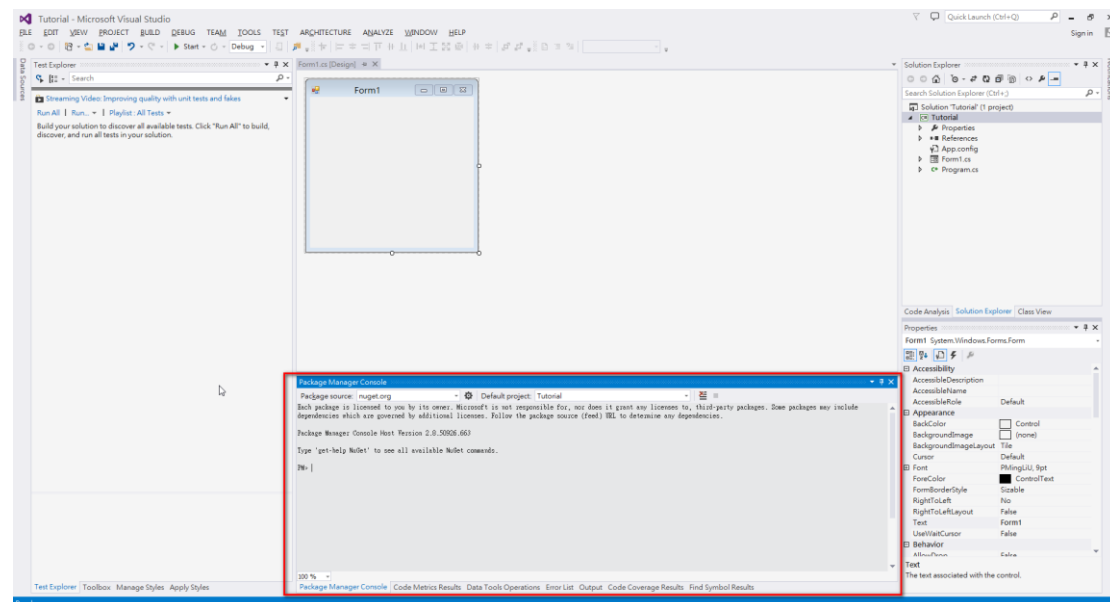 Tutorial - Microsoft Visual Studio
Quick Launch (Ctrl+Q)
FILE EDIT VIEW PROJECT BUILD DEBUG TEAM TOOLS TEST ARCHITECTURE ANALYZE WINDOW HELP
Sign in
Start
Debug
Data Sources
Test Explorer
Search
Streaming Video: Improving quality with unit tests and fakes
Run All | Run... | Playlist : All Tests
Build your solution to discover all available tests. Click "Run All" to build,
discover, and run all tests in your solution.
Form1.cs [Design]
Form1
Solution Explorer
Search Solution Explorer (Ctrl+;)
Solution 'Tutorial' (1 project)
Tutorial
Properties
References
App.config
Form1.cs
Program.cs
Code Analysis Solution Explorer Class View
Properties
Form1 System.Windows.Forms.Form
Accessibility
AccessibleDescription
AccessibleName
AccessibleRole Default
Appearance
BackColor Control
BackgroundImage (none)
BackgroundImageLayout Tile
Cursor Default
Font PMingLiU, 9pt
ForeColor ControlText
FormBorderStyle Sizable
RightToLeft No
RightToLeftLayout False
Text Form1
UseWaitCursor False
Behavior
AllowDrop False
Text
The text associated with the control.
Package Manager Console
Package source: nuget.org Default project: Tutorial
Each package is licensed to you by its owner. Microsoft is not responsible for, nor does it grant any licenses to, third-party packages. Some packages may include
dependencies which are governed by additional licenses. Follow the package source (feed) URL to determine any dependencies.
Package Manager Console Host Version 2.8.50926.663
Type 'get-help NuGet' to see all available NuGet commands.
PM>
100 %
Package Manager Console Code Metrics Results Data Tools Operations Error List Output Code Coverage Results Find Symbol Results
Test Explorer Toolbox Manage Styles Apply Styles